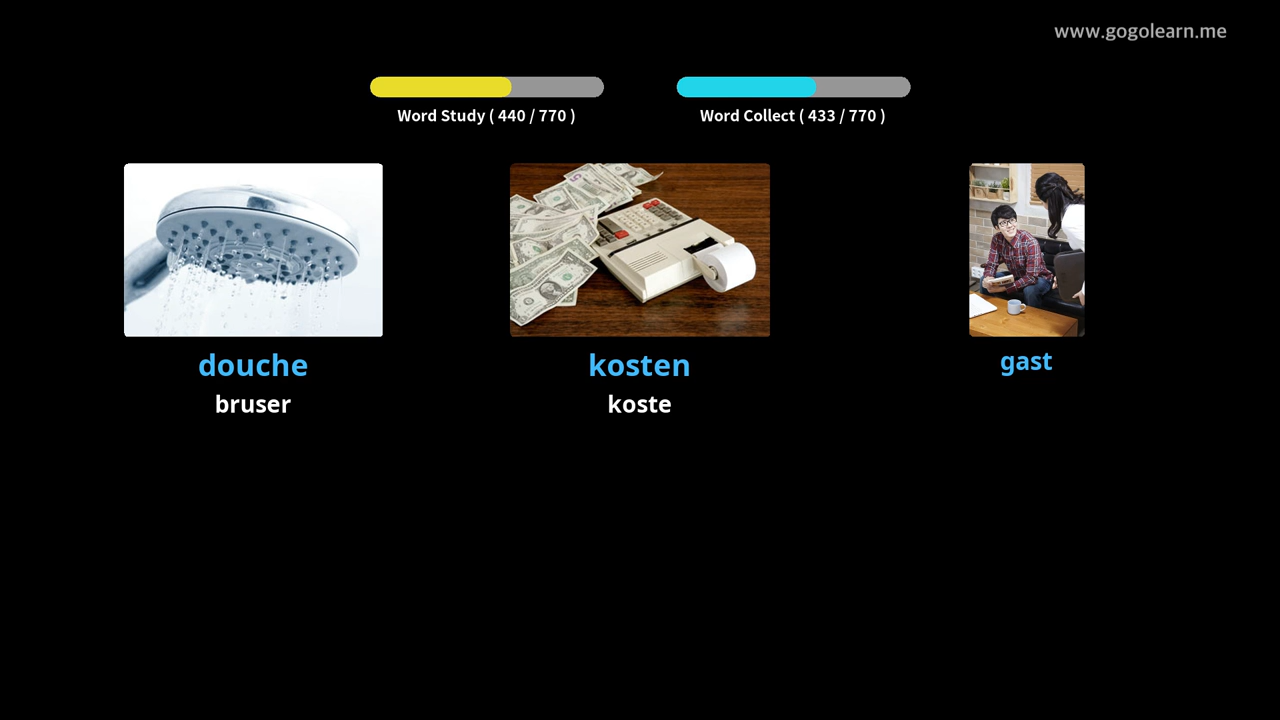 www.gogolearn.me
Word Study ( 440 / 770 )
Word Collect ( 433 / 770 )
douche
bruser
kosten
koste
gast